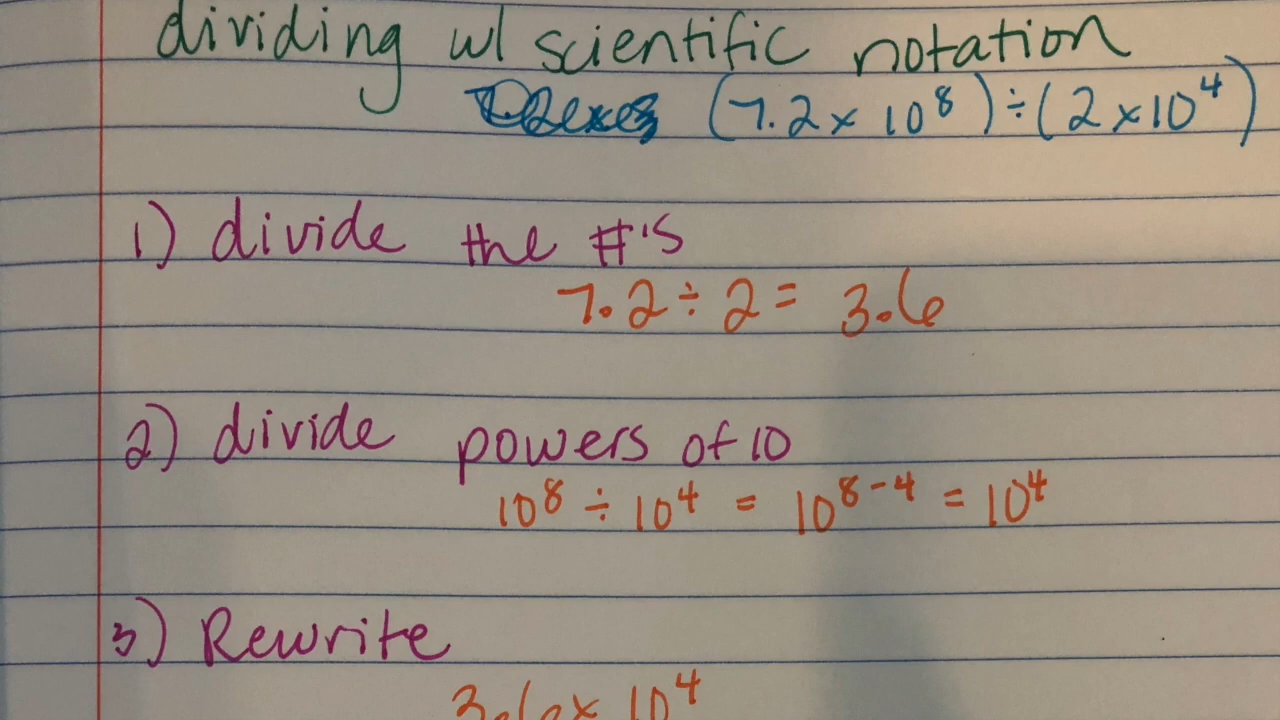 dividing w/ scientific notation
(7.2 x 10⁸) ÷ (2 x 10⁴)
1) divide the #'s
7.2 ÷ 2 = 3.6
2) divide powers of 10
10⁸ ÷ 10⁴ = 10⁸⁻⁴ = 10⁴
3) Rewrite
3.6 x 10⁴